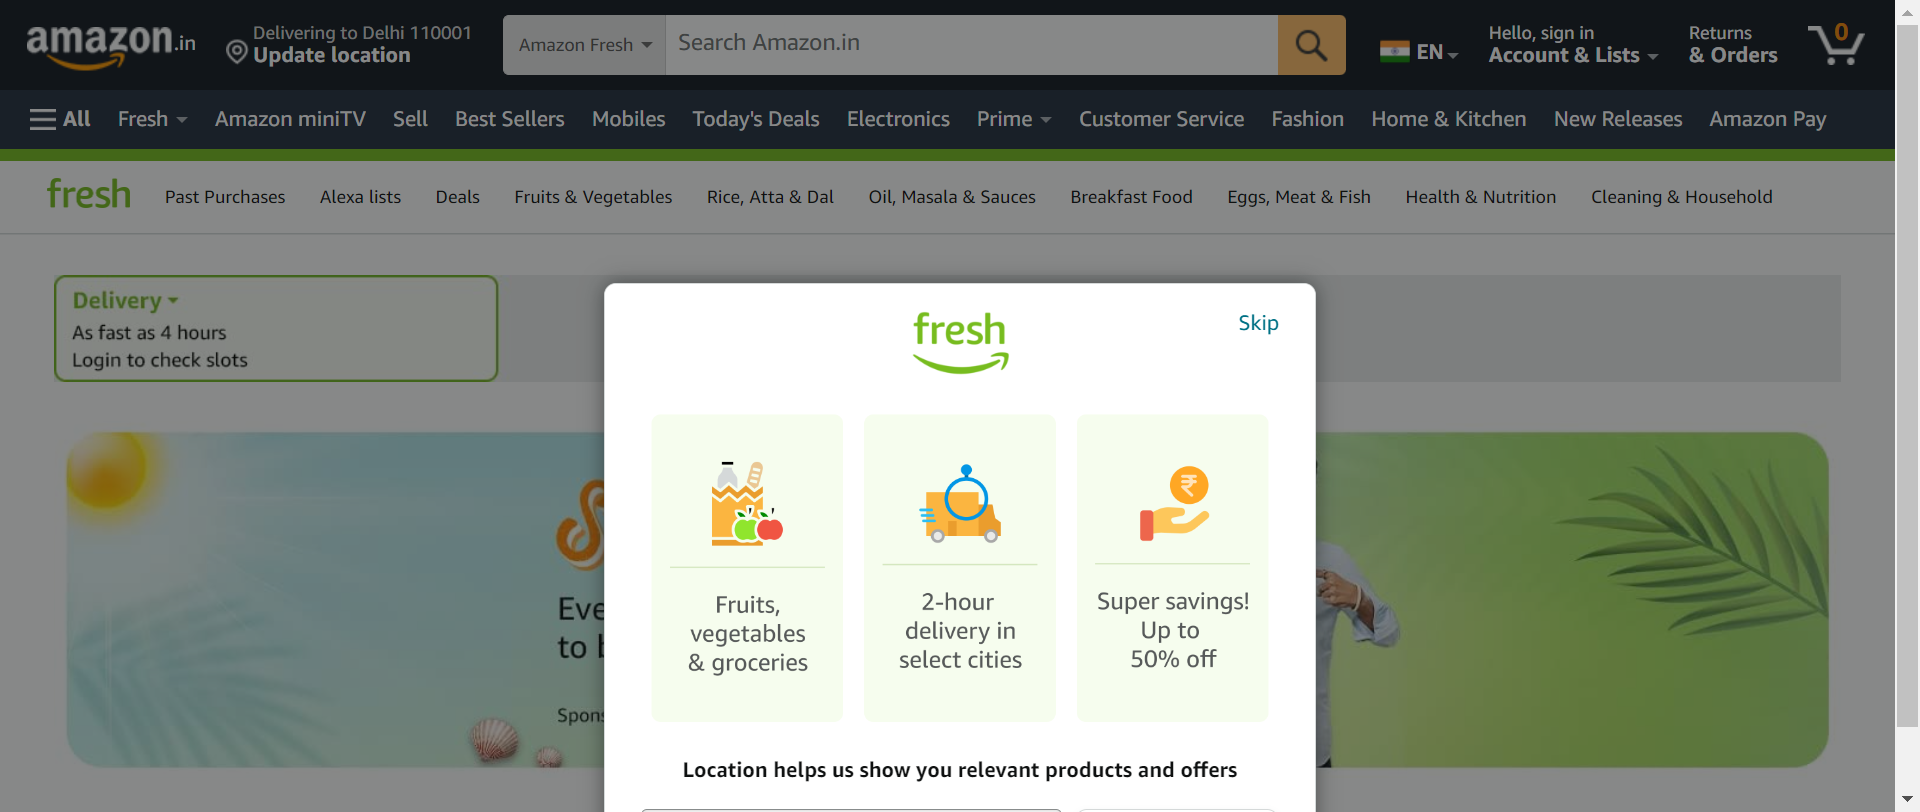 amazon.in
Delivering to Delhi 110001
Update location
Amazon Fresh
Search Amazon.in
EN
Hello, sign in
Account & Lists
Returns
& Orders
0
All
Fresh
Amazon miniTV
Sell
Best Sellers
Mobiles
Today's Deals
Electronics
Prime
Customer Service
Fashion
Home & Kitchen
New Releases
Amazon Pay
fresh
Past Purchases
Alexa lists
Deals
Fruits & Vegetables
Rice, Atta & Dal
Oil, Masala & Sauces
Breakfast Food
Eggs, Meat & Fish
Health & Nutrition
Cleaning & Household
Delivery
As fast as 4 hours
Login to check slots
fresh
Skip
Fruits,
vegetables
& groceries
2-hour
delivery in
select cities
₹
Super savings!
Up to
50% off
Location helps us show you relevant products and offers